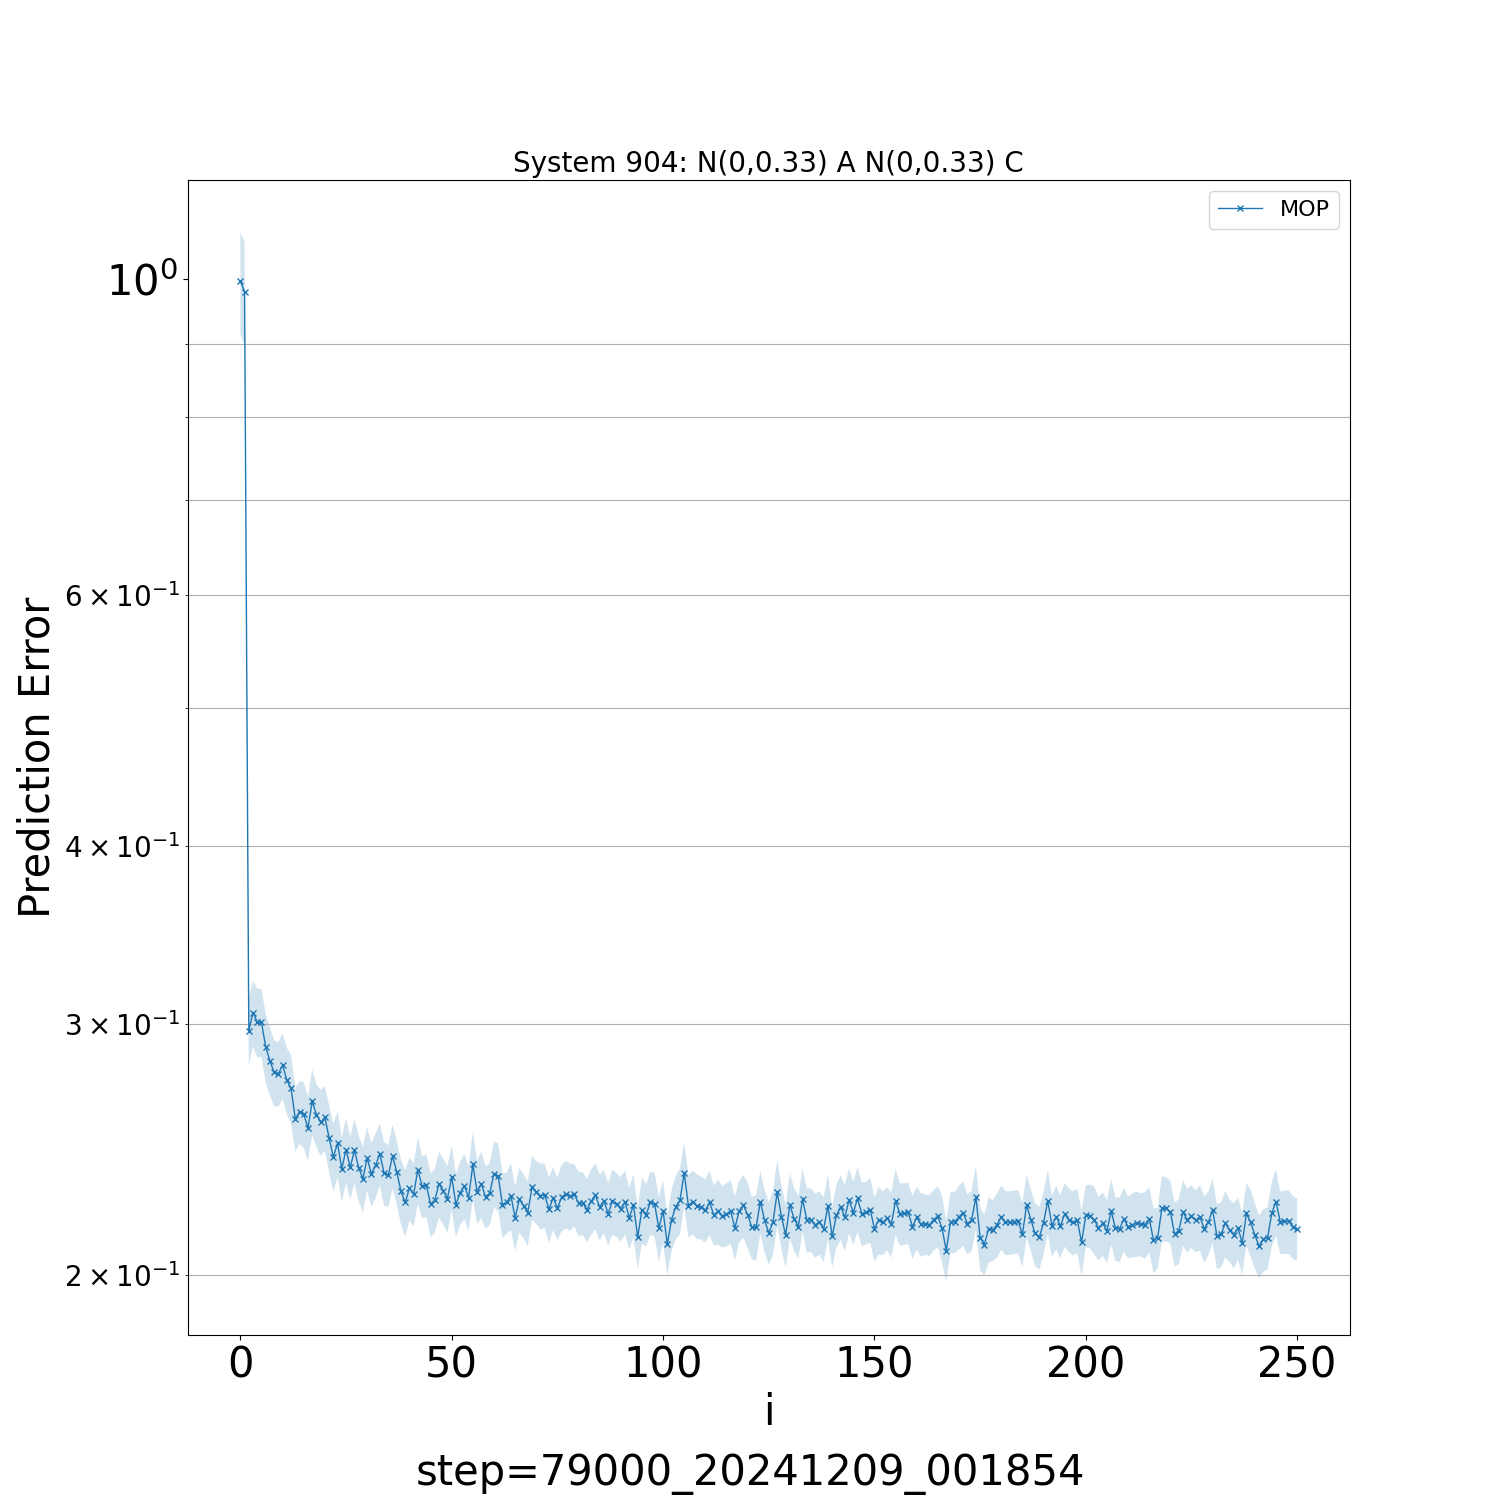 System 904: N(0,0.33) A N(0,0.33) C
MOP
10⁰
6 × 10⁻¹
4 × 10⁻¹
3 × 10⁻¹
2 × 10⁻¹
Prediction Error
0 50 100 150 200 250
i
step=79000_20241209_001854